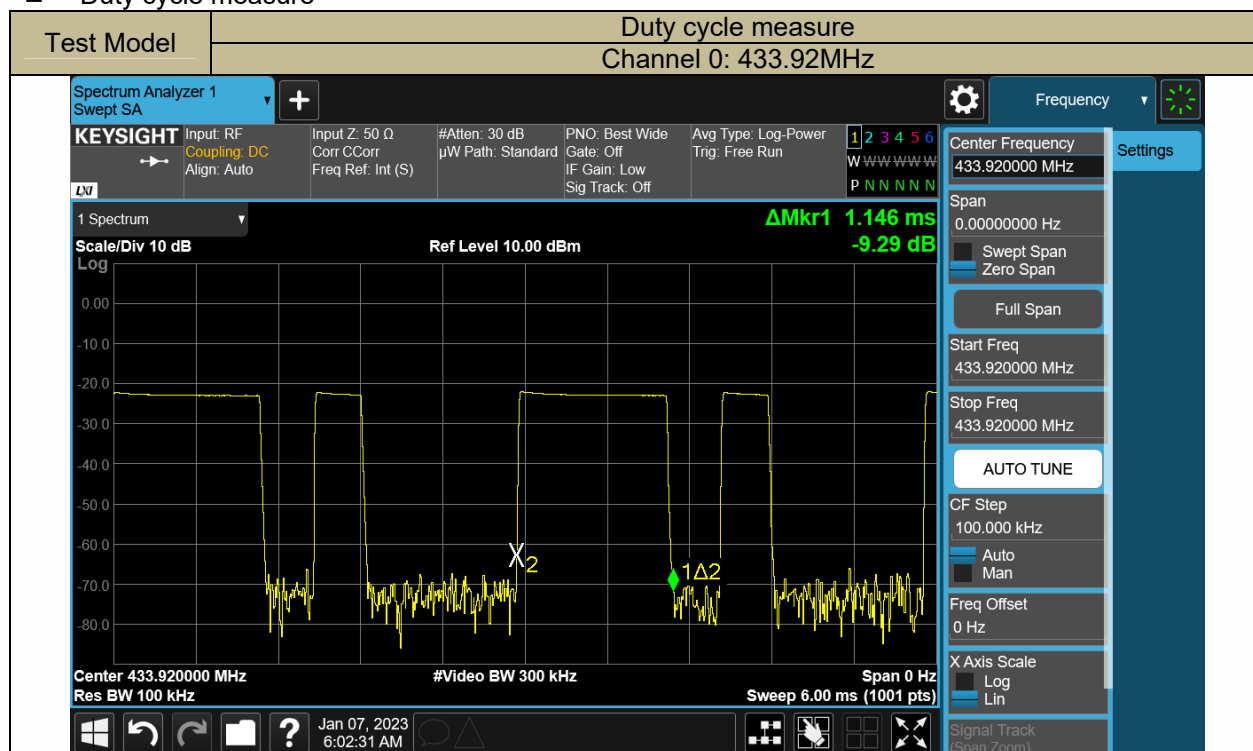 Duty cycle measure
Test Model
Duty cycle measure
Channel 0: 433.92MHz
Spectrum Analyzer 1
Swept SA
Frequency
KEYSIGHT
LXI
Input: RF
Coupling: DC
Align: Auto
Input Z: 50 Ω
Corr CCorr
Freq Ref: Int (S)
#Atten: 30 dB
µW Path: Standard
PNO: Best Wide
Gate: Off
IF Gain: Low
Sig Track: Off
Avg Type: Log-Power
Trig: Free Run
1 2 3 4 5 6
W W W W W W
P N N N N N
1 Spectrum
Scale/Div 10 dB
Log
Ref Level 10.00 dBm
ΔMkr1 1.146 ms
-9.29 dB
0.00
-10.0
-20.0
-30.0
-40.0
-50.0
-60.0
-70.0
-80.0
X2
1Δ2
Center 433.920000 MHz
Res BW 100 kHz
#Video BW 300 kHz
Span 0 Hz
Sweep 6.00 ms (1001 pts)
Center Frequency
433.920000 MHz
Settings
Span
0.00000000 Hz
Swept Span
Zero Span
Full Span
Start Freq
433.920000 MHz
Stop Freq
433.920000 MHz
AUTO TUNE
CF Step
100.000 kHz
Auto
Man
Freq Offset
0 Hz
X Axis Scale
Log
Lin
Signal Track
(Span Zoom)
?
Jan 07, 2023
6:02:31 AM